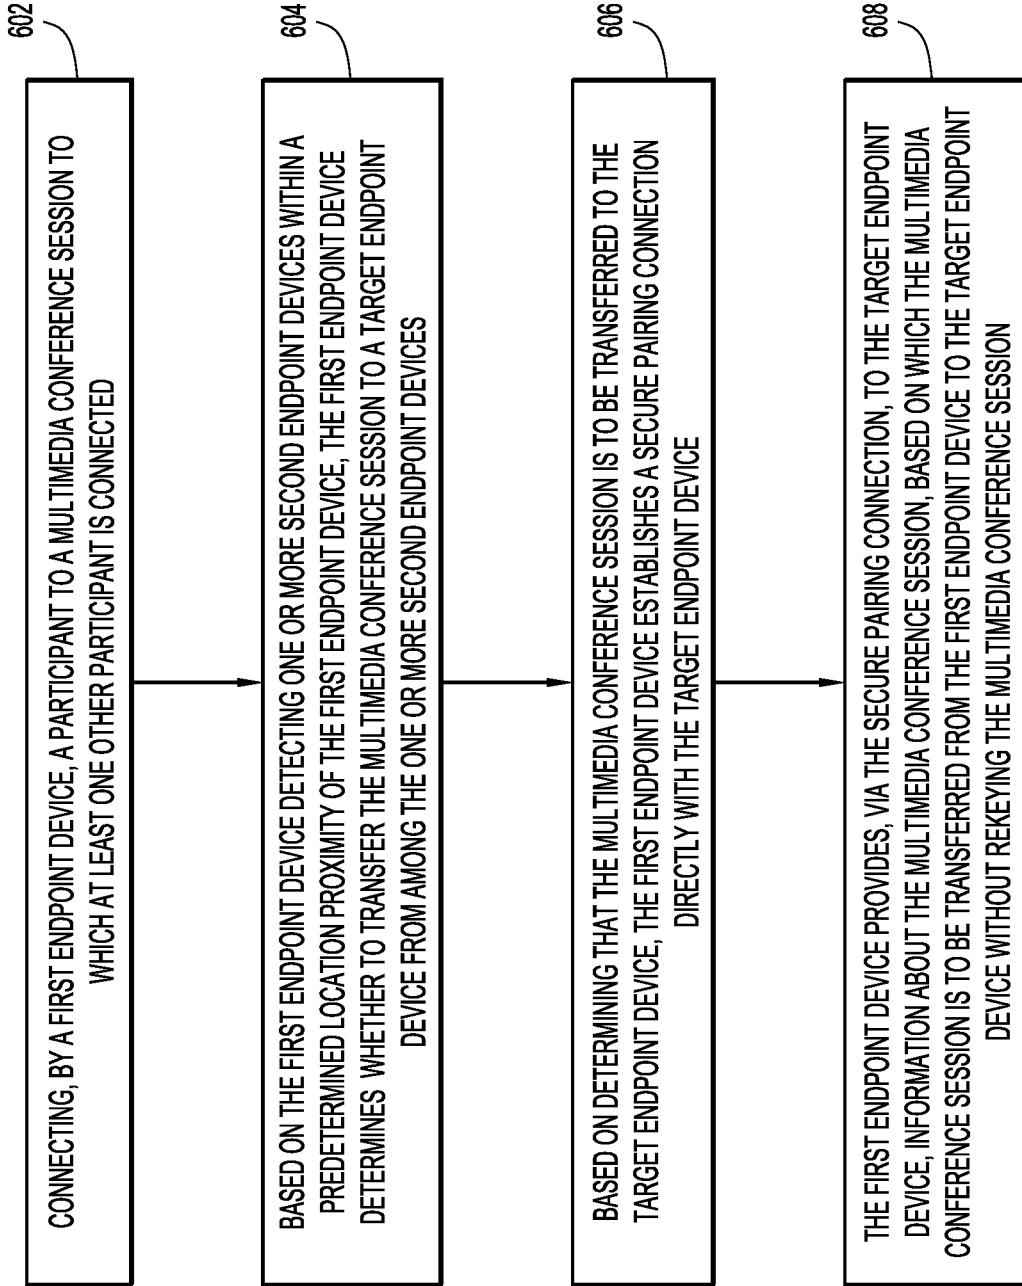 602
CONNECTING, BY A FIRST ENDPOINT DEVICE, A PARTICIPANT TO A MULTIMEDIA CONFERENCE SESSION TO
WHICH AT LEAST ONE OTHER PARTICIPANT IS CONNECTED
604
BASED ON THE FIRST ENDPOINT DEVICE DETECTING ONE OR MORE SECOND ENDPOINT DEVICES WITHIN A
PREDETERMINED LOCATION PROXIMITY OF THE FIRST ENDPOINT DEVICE, THE FIRST ENDPOINT DEVICE
DETERMINES WHETHER TO TRANSFER THE MULTIMEDIA CONFERENCE SESSION TO A TARGET ENDPOINT
DEVICE FROM AMONG THE ONE OR MORE SECOND ENDPOINT DEVICES
606
BASED ON DETERMINING THAT THE MULTIMEDIA CONFERENCE SESSION IS TO BE TRANSFERRED TO THE
TARGET ENDPOINT DEVICE, THE FIRST ENDPOINT DEVICE ESTABLISHES A SECURE PAIRING CONNECTION
DIRECTLY WITH THE TARGET ENDPOINT DEVICE
608
THE FIRST ENDPOINT DEVICE PROVIDES, VIA THE SECURE PAIRING CONNECTION, TO THE TARGET ENDPOINT
DEVICE, INFORMATION ABOUT THE MULTIMEDIA CONFERENCE SESSION, BASED ON WHICH THE MULTIMEDIA
CONFERENCE SESSION IS TO BE TRANSFERRED FROM THE FIRST ENDPOINT DEVICE TO THE TARGET ENDPOINT
DEVICE WITHOUT REKEYING THE MULTIMEDIA CONFERENCE SESSION